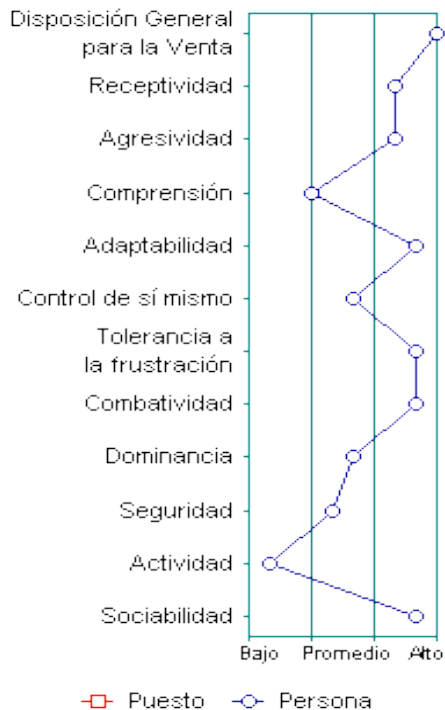 Disposición General
para la Venta
Receptividad
Agresividad
Comprensión
Adaptabilidad
Control de sí mismo
Tolerancia a
la frustración
Combatividad
Dominancia
Seguridad
Actividad
Sociabilidad
Bajo Promedio Alto
Puesto Persona